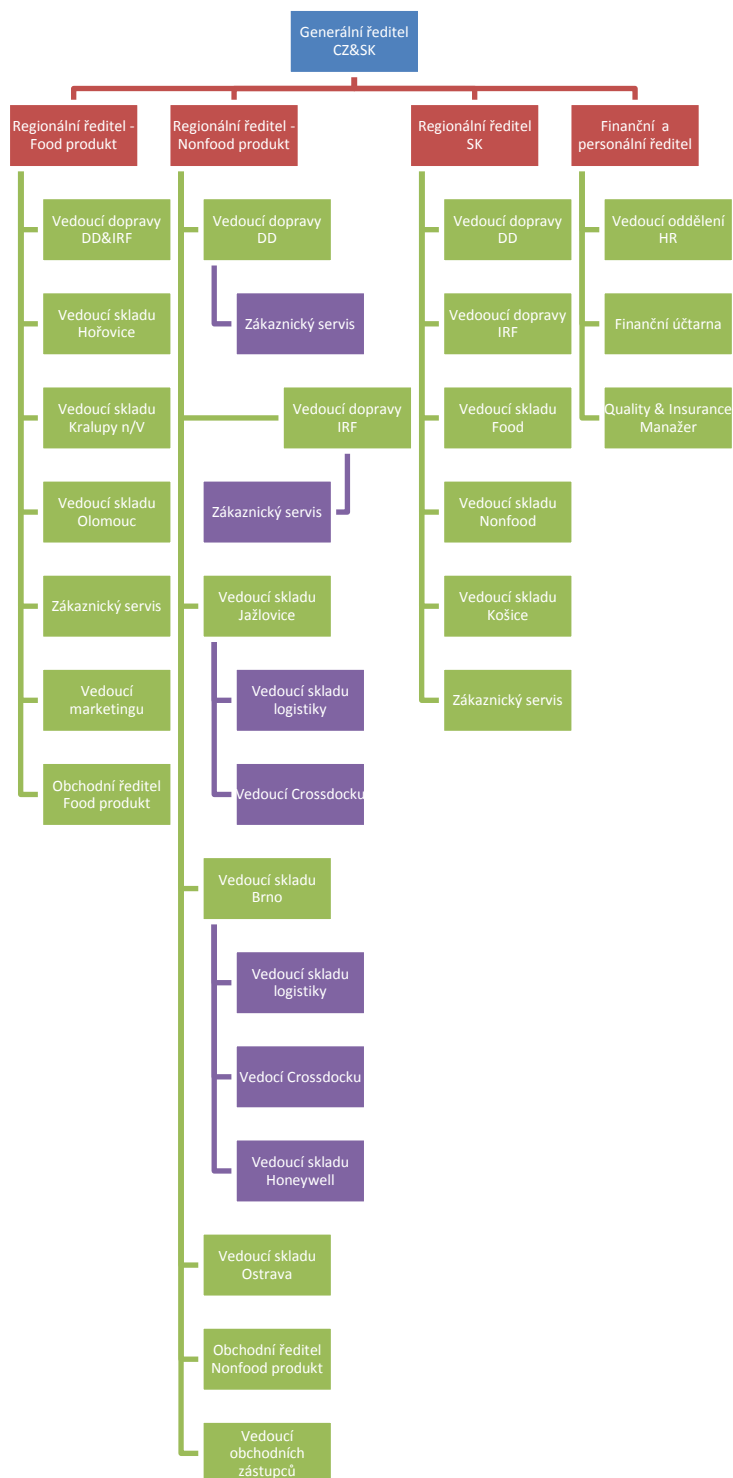 Generální ředitel
CZ&SK
Regionální ředitel -
Food produkt
Vedoucí dopravy
DD&IRF
Vedoucí skladu
Hořovice
Vedoucí skladu
Kralupy n/V
Vedoucí skladu
Olomouc
Zákaznický servis
Vedoucí
marketingu
Obchodní ředitel
Food produkt
Regionální ředitel -
Nonfood produkt
Vedoucí dopravy
DD
Zákaznický servis
Vedoucí dopravy
IRF
Zákaznický servis
Vedoucí skladu
Jažlovice
Vedoucí skladu
logistiky
Vedoucí Crossdocku
Vedoucí skladu
Brno
Vedoucí skladu
logistiky
Vedocí Crossdocku
Vedoucí skladu
Honeywell
Vedoucí skladu
Ostrava
Obchodní ředitel
Nonfood produkt
Vedoucí
obchodních
zástupců
Regionální ředitel
SK
Vedoucí dopravy
DD
Vedooucí dopravy
IRF
Vedoucí skladu
Food
Vedoucí skladu
Nonfood
Vedoucí skladu
Košice
Zákaznický servis
Finanční a
personální ředitel
Vedoucí oddělení
HR
Finanční účtarna
Quality & Insurance
Manažer